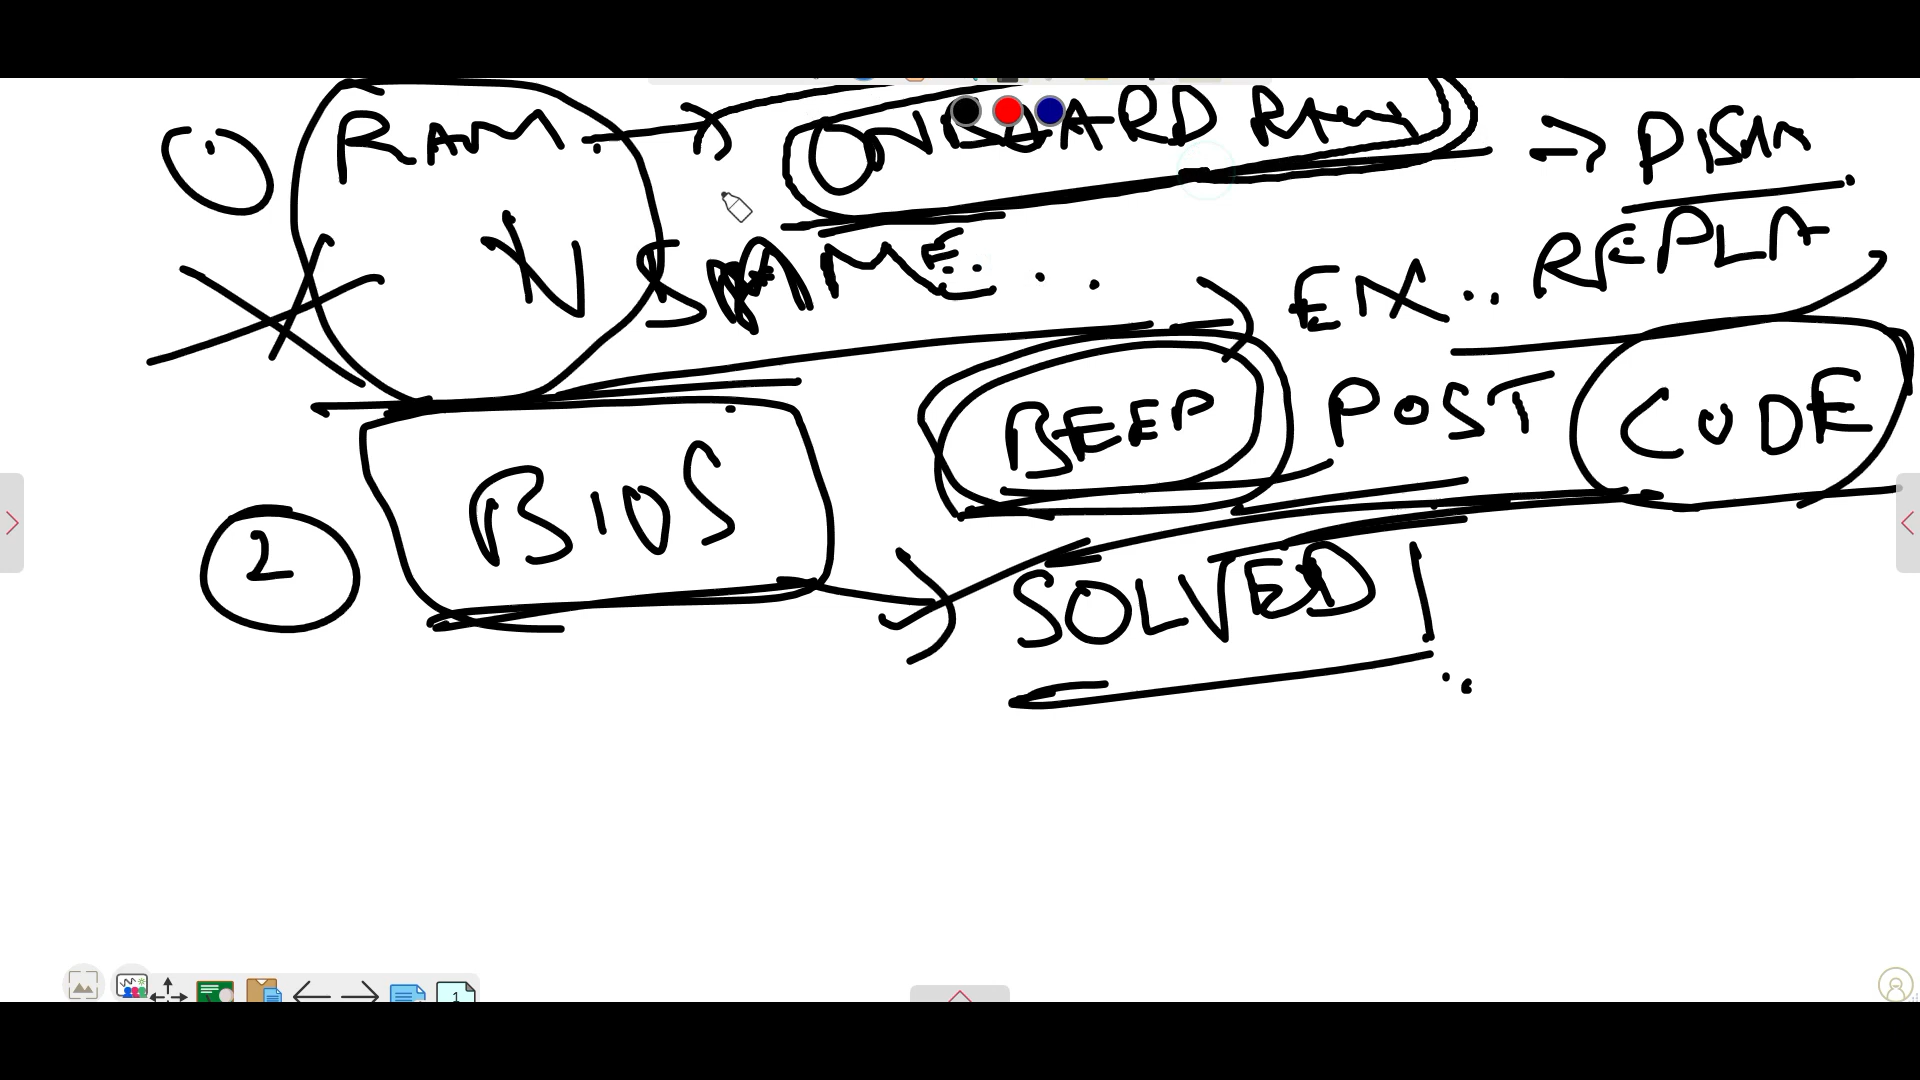 RAM → ONBOARD RAM ⇒ DISM
N SAME... EX.. REPLA
BEEP POST CODE
2 BIOS → SOLVED!
1